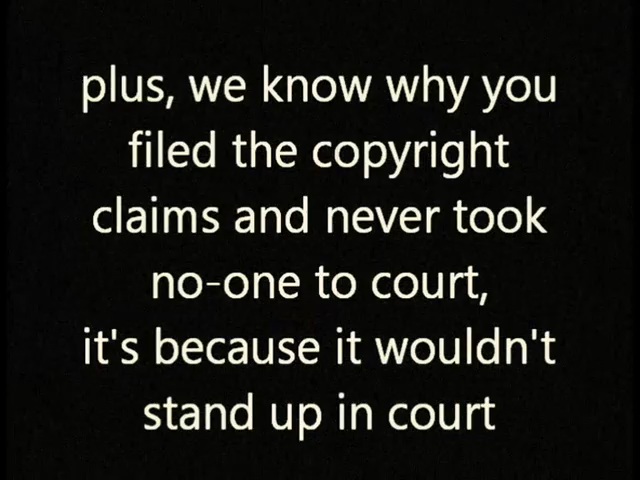 plus, we know why you
filed the copyright
claims and never took
no-one to court,
it's because it wouldn't
stand up in court